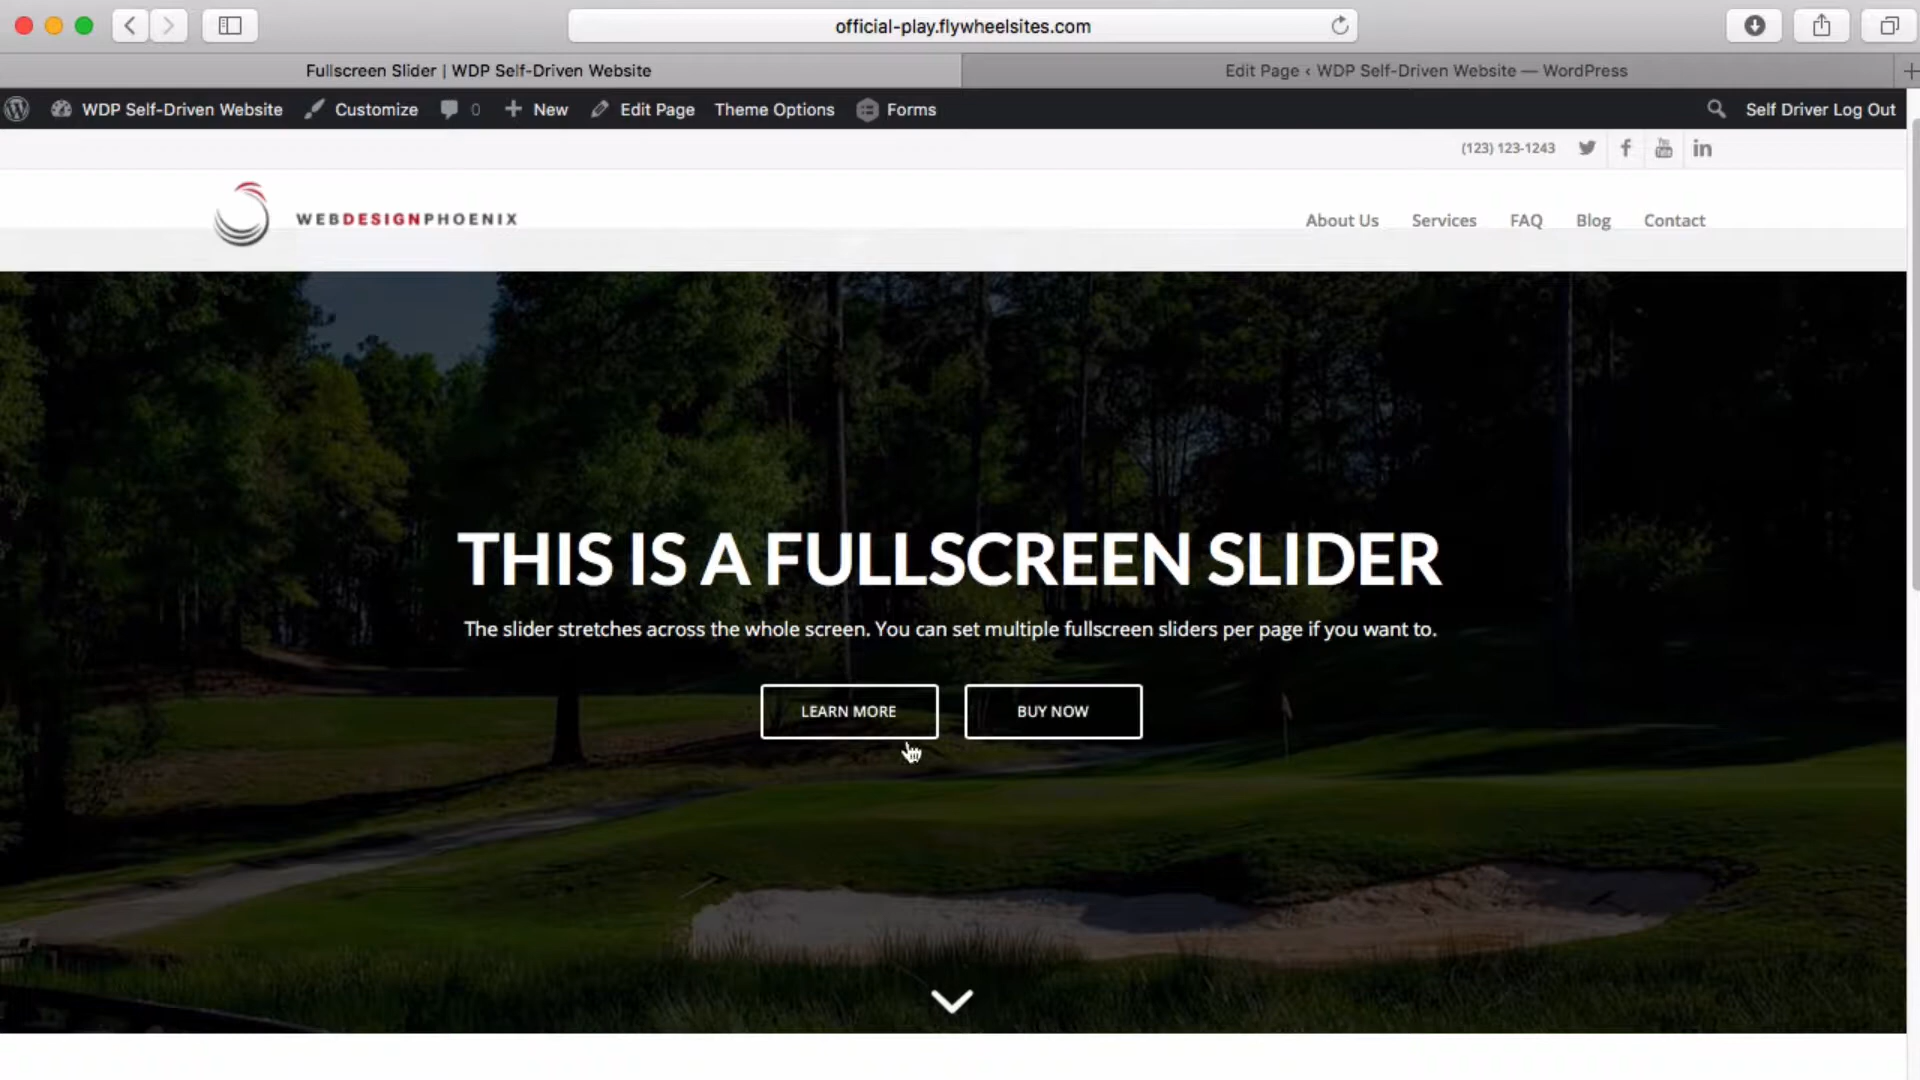 official-play.flywheelsites.com
Fullscreen Slider | WDP Self-Driven Website
Edit Page ‹ WDP Self-Driven Website — WordPress
WDP Self-Driven Website Customize 0 New Edit Page Theme Options Forms Self Driver Log Out
(123) 123-1243
WEBDESIGNPHOENIX
About Us Services FAQ Blog Contact
THIS IS A FULLSCREEN SLIDER
The slider stretches across the whole screen. You can set multiple fullscreen sliders per page if you want to.
LEARN MORE BUY NOW